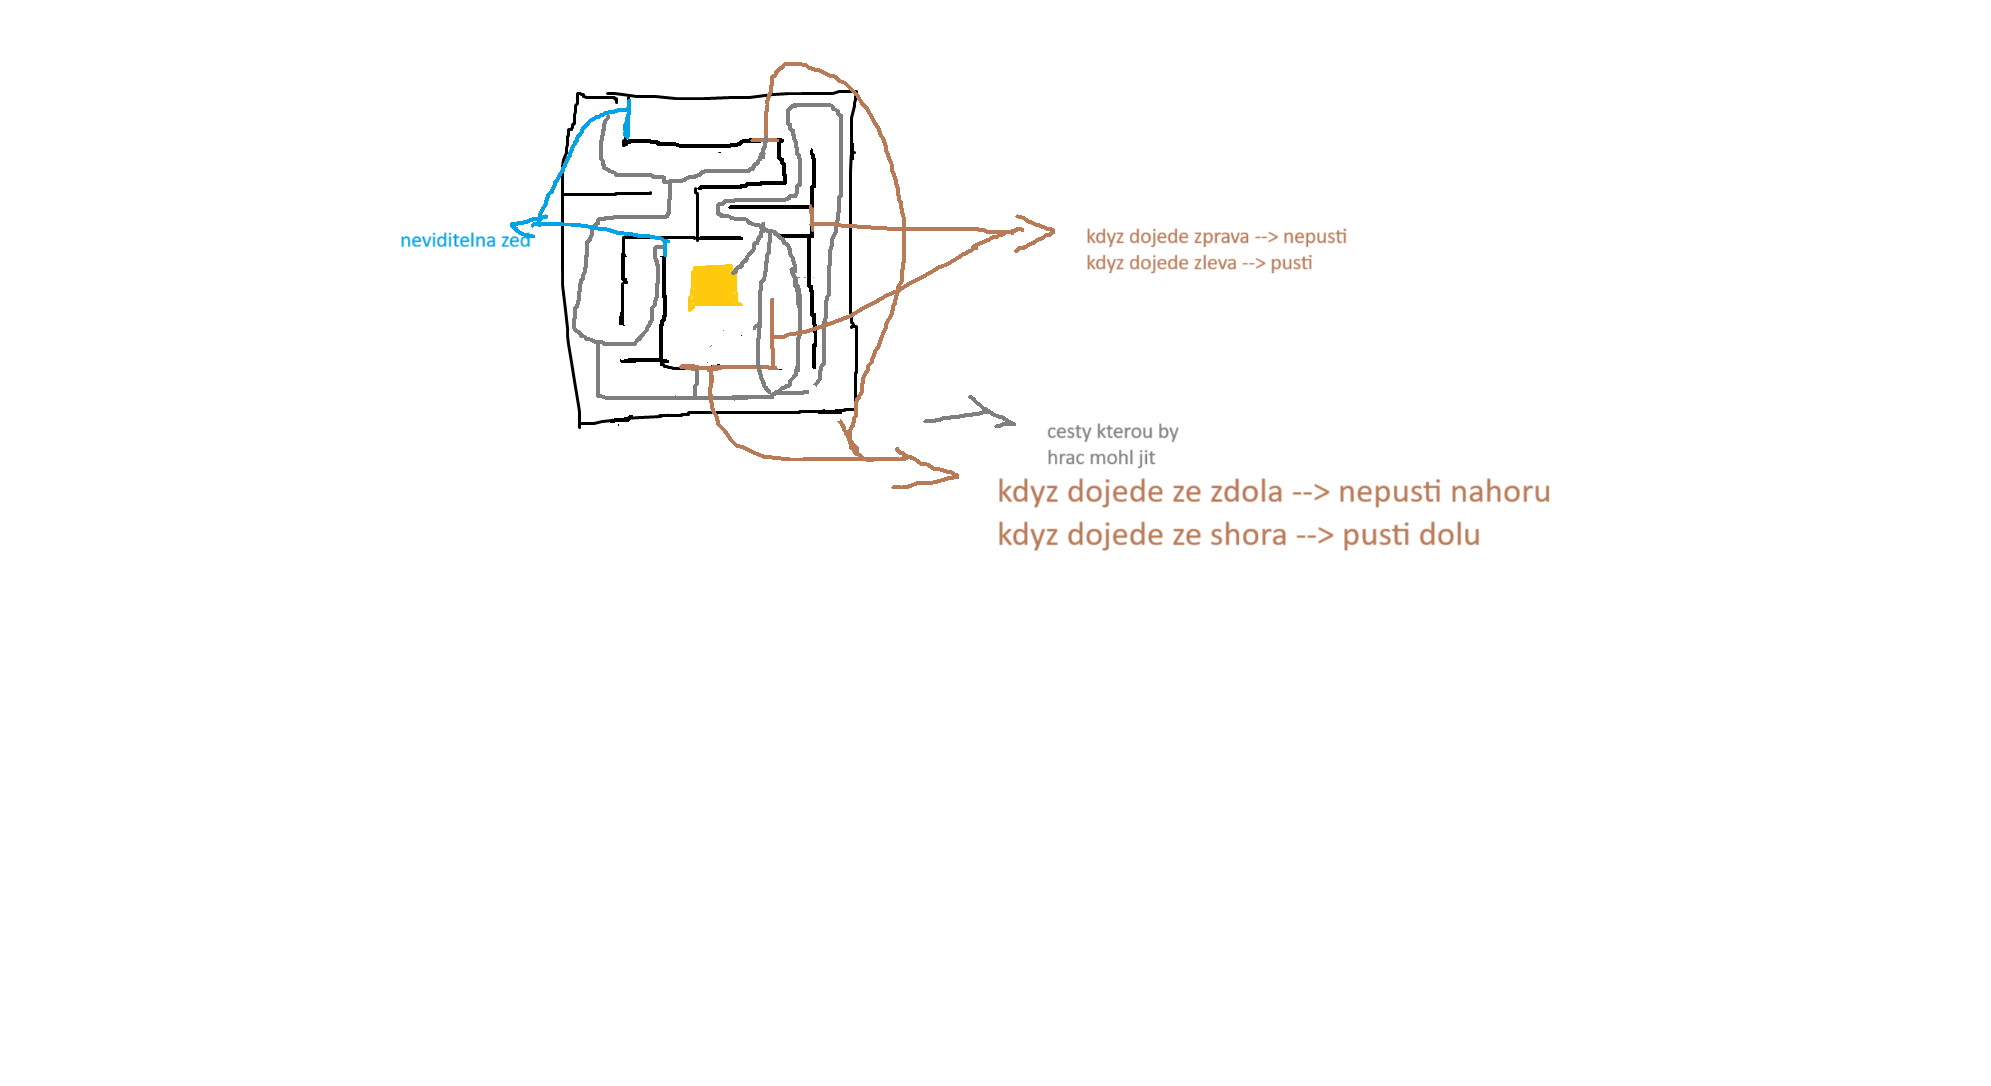 neviditelna zed
kdyz dojede zprava --> nepusti
kdyz dojede zleva --> pusti
cesty kterou by
hrac mohl jit
kdyz dojede ze zdola --> nepusti nahoru
kdyz dojede ze shora --> pusti dolu